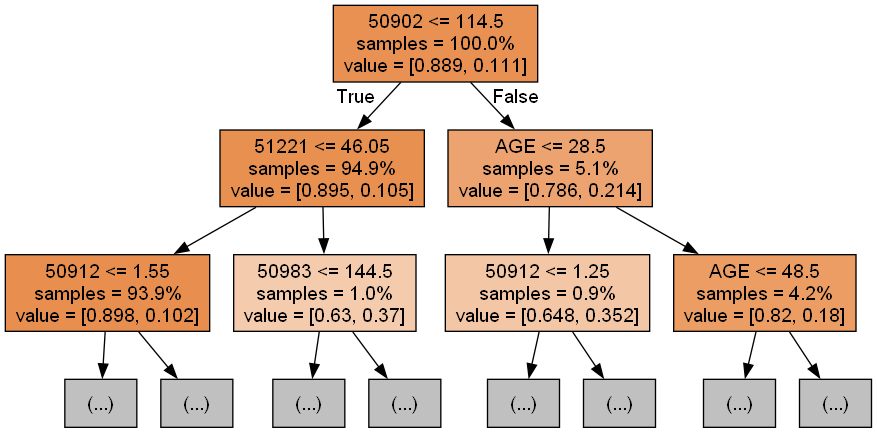 50902 <= 114.5
samples = 100.0%
value = [0.889, 0.111]
True
False
51221 <= 46.05
samples = 94.9%
value = [0.895, 0.105]
AGE <= 28.5
samples = 5.1%
value = [0.786, 0.214]
50912 <= 1.55
samples = 93.9%
value = [0.898, 0.102]
50983 <= 144.5
samples = 1.0%
value = [0.63, 0.37]
50912 <= 1.25
samples = 0.9%
value = [0.648, 0.352]
AGE <= 48.5
samples = 4.2%
value = [0.82, 0.18]
(...)
(...)
(...)
(...)
(...)
(...)
(...)
(...)